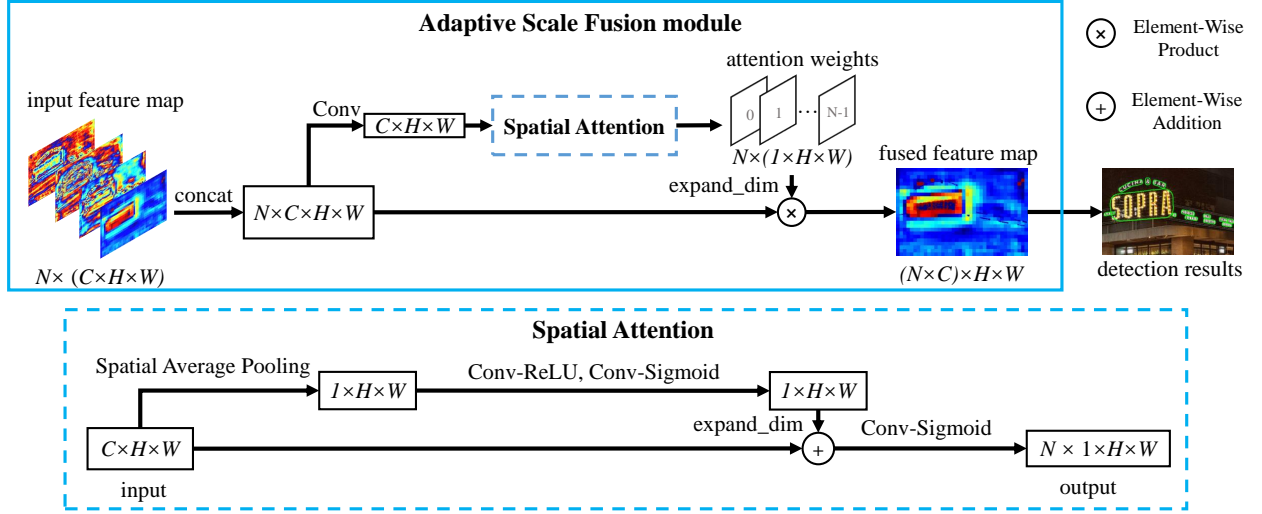 Adaptive Scale Fusion module
× Element-Wise
Product
+ Element-Wise
Addition
input feature map
N× (C×H×W)
concat
N×C×H×W
Conv
C×H×W
Spatial Attention
attention weights
0 1 ··· N-1
N×(1×H×W)
expand_dim
×
fused feature map
(N×C)×H×W
CUCINA BAR
SOPRA
detection results
Spatial Attention
Spatial Average Pooling
1×H×W
Conv-ReLU, Conv-Sigmoid
1×H×W
expand_dim
C×H×W
+
Conv-Sigmoid
N × 1×H×W
input
output